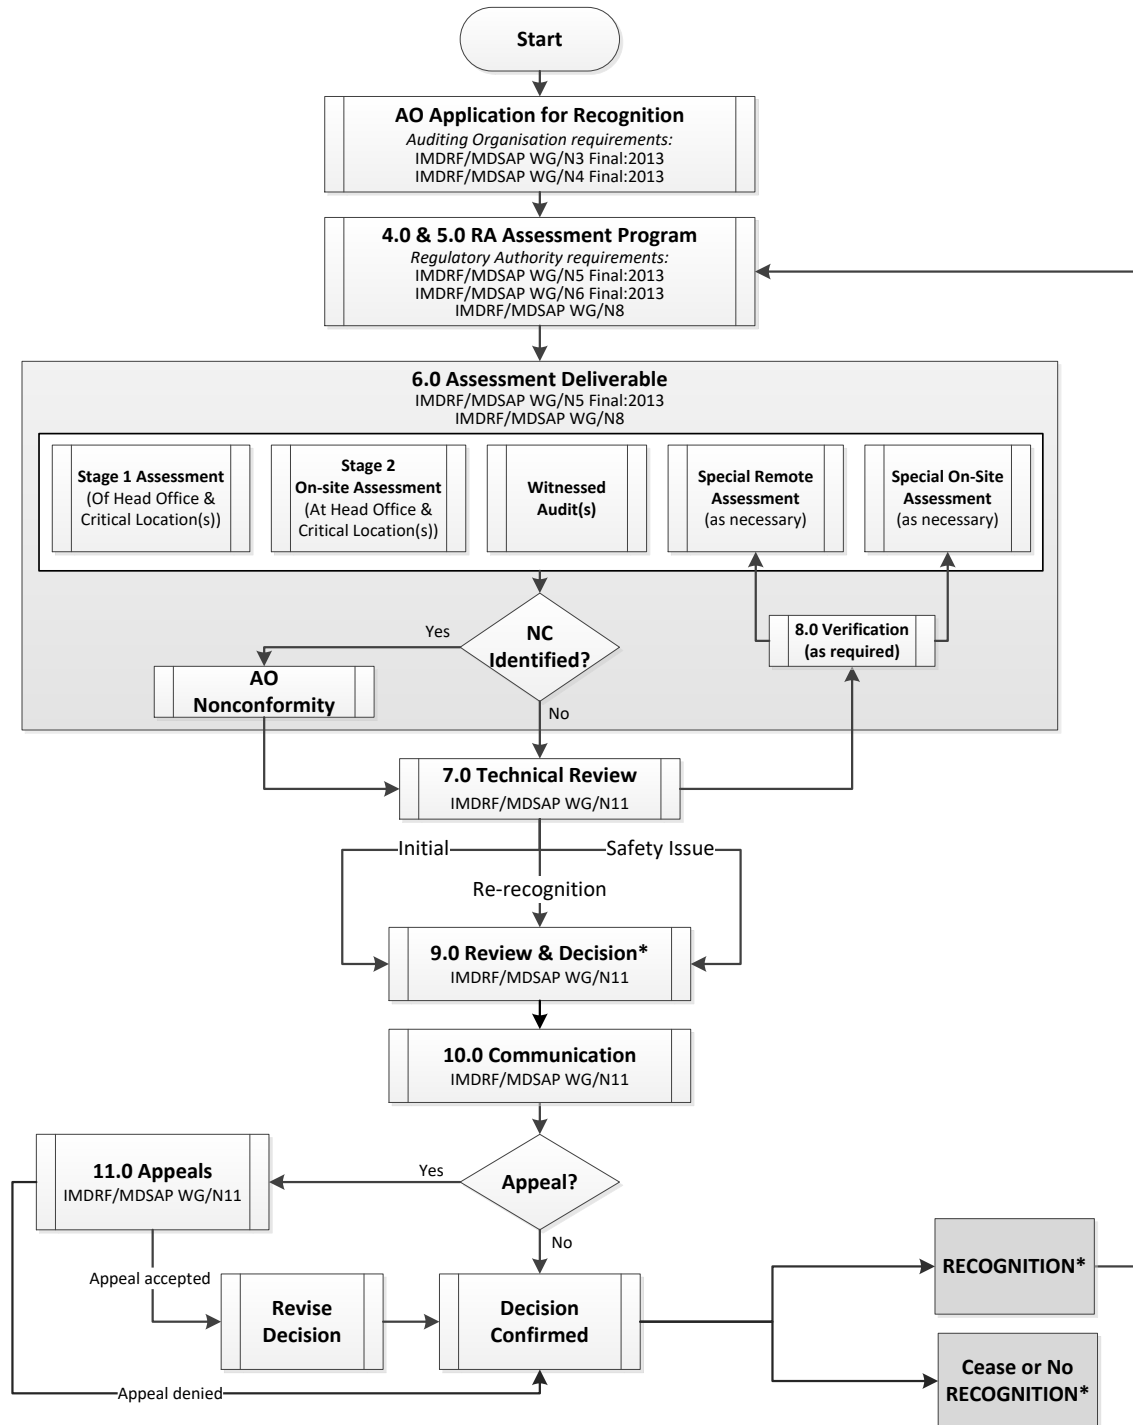 Start
AO Application for Recognition
Auditing Organisation requirements:
IMDRF/MDSAP WG/N3 Final:2013
IMDRF/MDSAP WG/N4 Final:2013
4.0 & 5.0 RA Assessment Program
Regulatory Authority requirements:
IMDRF/MDSAP WG/N5 Final:2013
IMDRF/MDSAP WG/N6 Final:2013
IMDRF/MDSAP WG/N8
6.0 Assessment Deliverable
IMDRF/MDSAP WG/N5 Final:2013
IMDRF/MDSAP WG/N8
Stage 1 Assessment
(Of Head Office &
Critical Location(s))
Stage 2
On-site Assessment
(At Head Office &
Critical Location(s))
Witnessed
Audit(s)
Special Remote
Assessment
(as necessary)
Special On-Site
Assessment
(as necessary)
8.0 Verification
(as required)
NC
Identified?
Yes
No
AO
Nonconformity
7.0 Technical Review
IMDRF/MDSAP WG/N11
Initial
Safety Issue
Re-recognition
9.0 Review & Decision*
IMDRF/MDSAP WG/N11
10.0 Communication
IMDRF/MDSAP WG/N11
Appeal?
Yes
No
11.0 Appeals
IMDRF/MDSAP WG/N11
Appeal accepted
Revise
Decision
Decision
Confirmed
Appeal denied
RECOGNITION*
Cease or No
RECOGNITION*